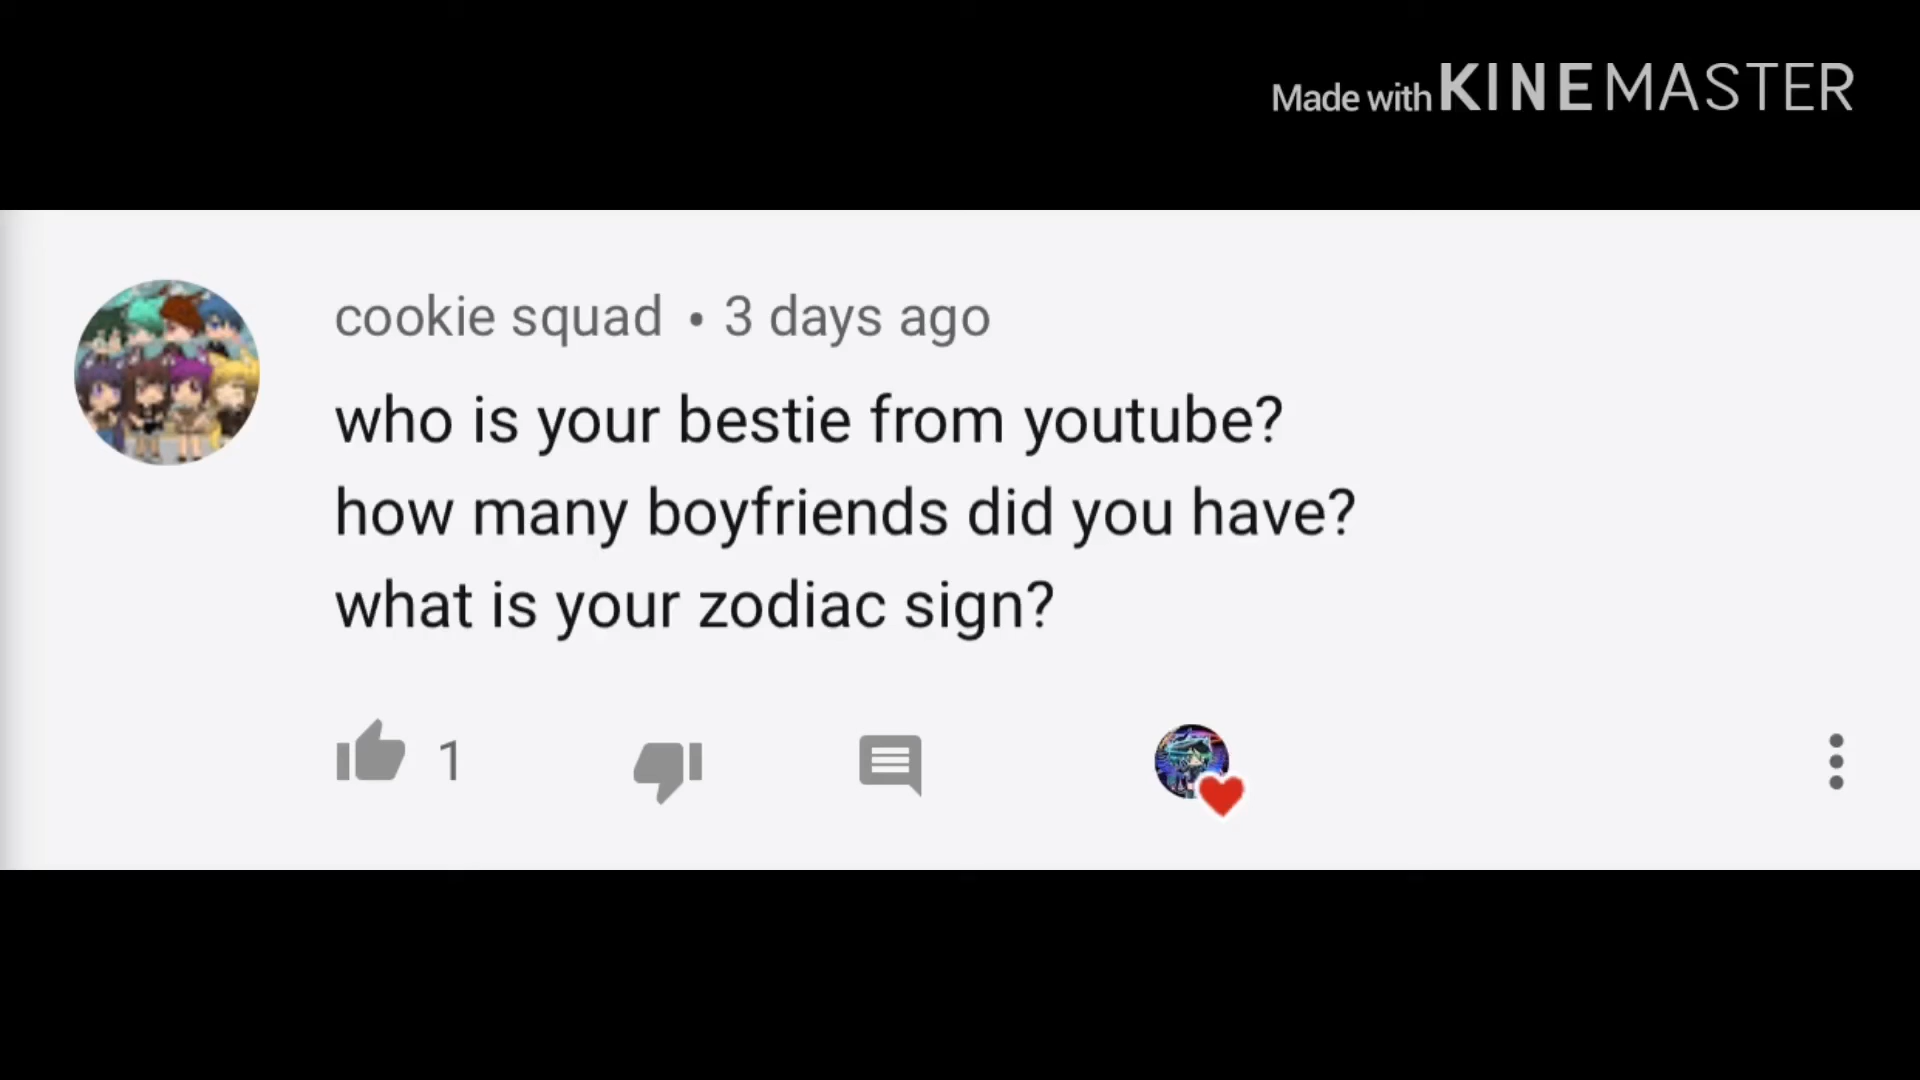 Made with KINEMASTER
cookie squad • 3 days ago
who is your bestie from youtube?
how many boyfriends did you have?
what is your zodiac sign?
1